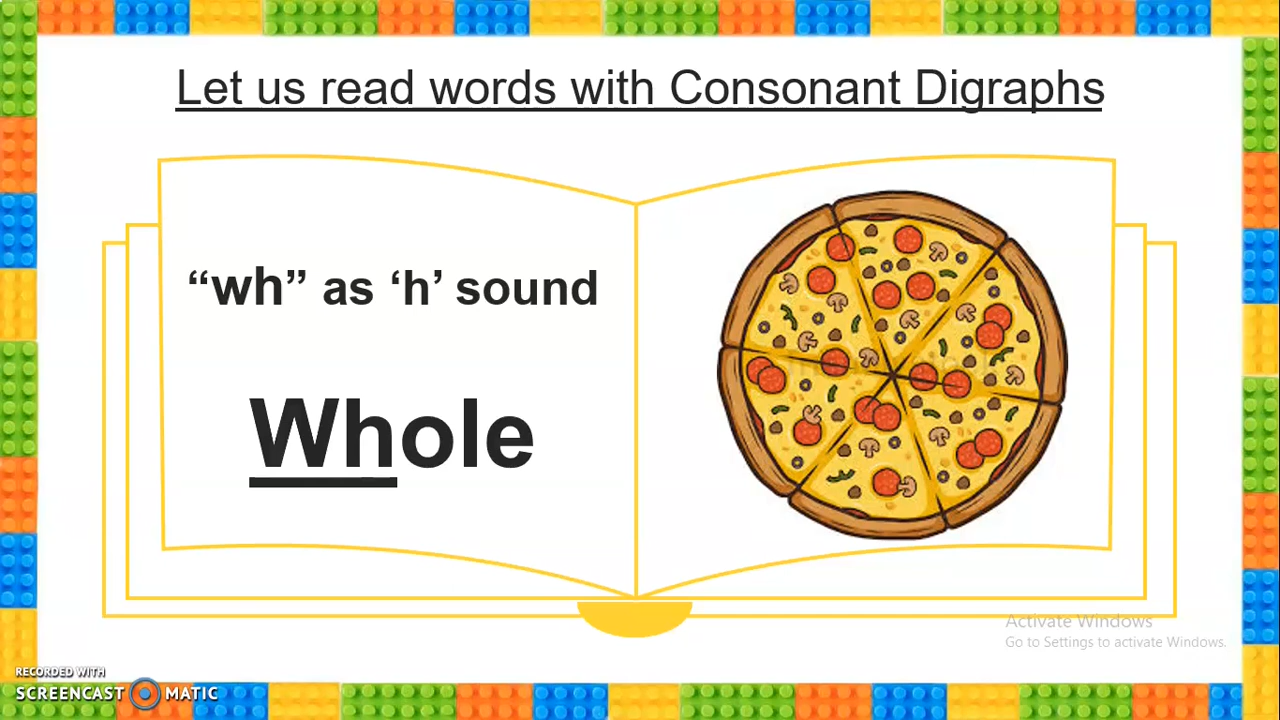 Let us read words with Consonant Digraphs
“wh” as ‘h’ sound
Whole
Activate Windows
Go to Settings to activate Windows.
RECORDED WITH
SCREENCAST MATIC